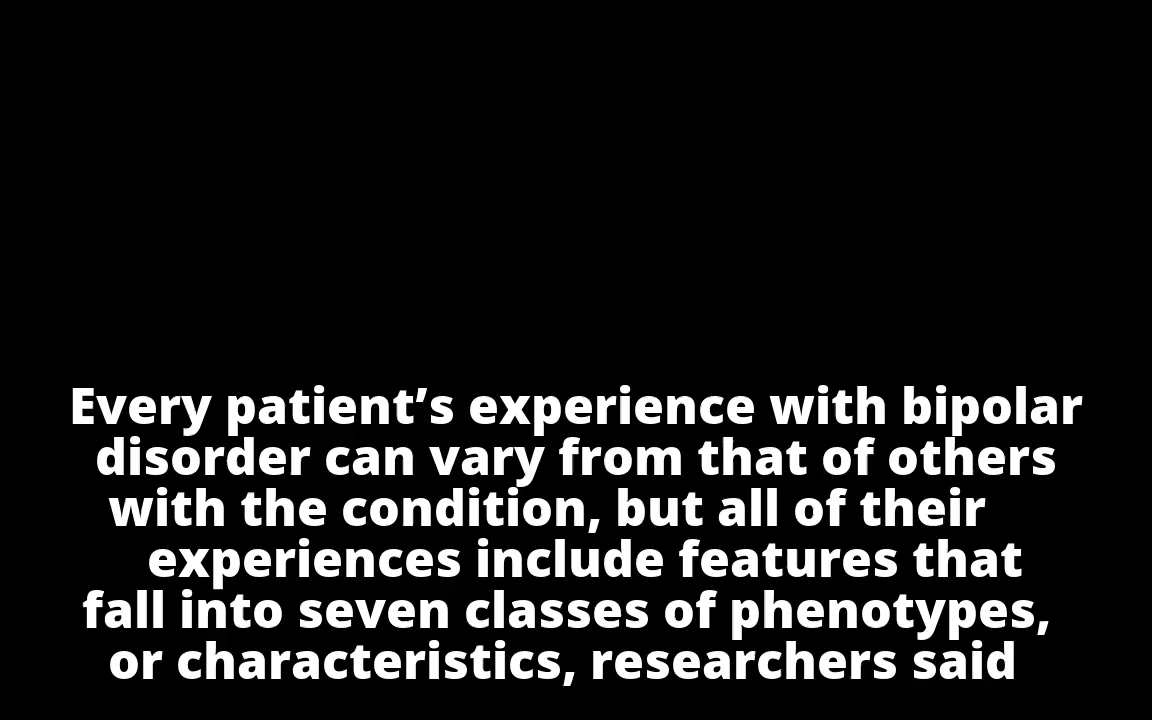 Every patient’s experience with bipolar
disorder can vary from that of others
with the condition, but all of their
experiences include features that
fall into seven classes of phenotypes,
or characteristics, researchers said